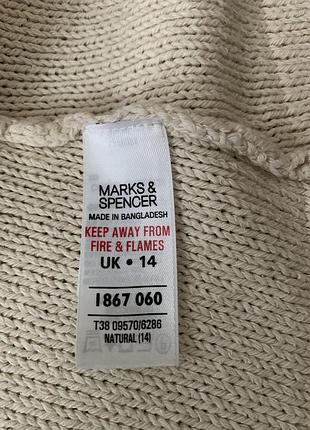 MARKS &
SPENCER
MADE IN BANGLADESH
KEEP AWAY FROM
FIRE & FLAMES
UK • 14
1867 060
T38 09570/6286
NATURAL (14)